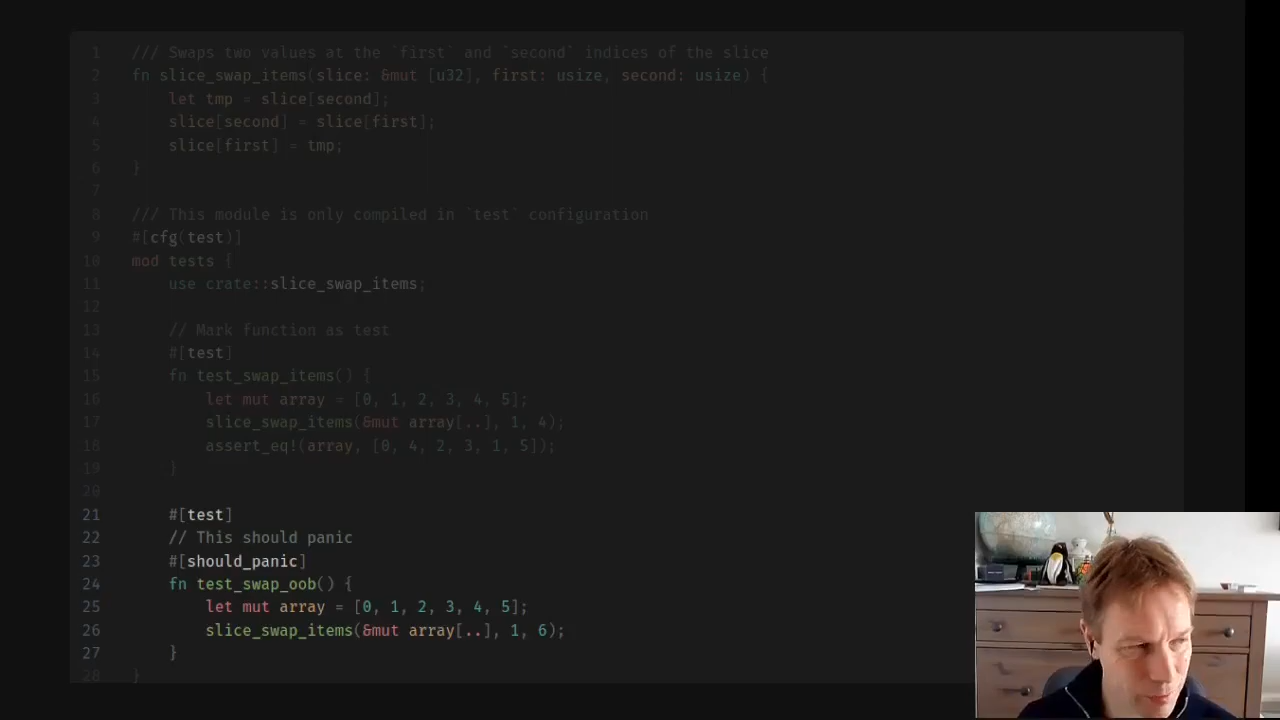 1 /// Swaps two values at the `first` and `second` indices of the slice
2 fn slice_swap_items(slice: &mut [u32], first: usize, second: usize) {
3     let tmp = slice[second];
4     slice[second] = slice[first];
5     slice[first] = tmp;
6 }
7
8 /// This module is only compiled in `test` configuration
9 #[cfg(test)]
10 mod tests {
11     use crate::slice_swap_items;
12
13     // Mark function as test
14     #[test]
15     fn test_swap_items() {
16         let mut array = [0, 1, 2, 3, 4, 5];
17         slice_swap_items(&mut array[..], 1, 4);
18         assert_eq!(array, [0, 4, 2, 3, 1, 5]);
19     }
20
21     #[test]
22     // This should panic
23     #[should_panic]
24     fn test_swap_oob() {
25         let mut array = [0, 1, 2, 3, 4, 5];
26         slice_swap_items(&mut array[..], 1, 6);
27     }
28 }